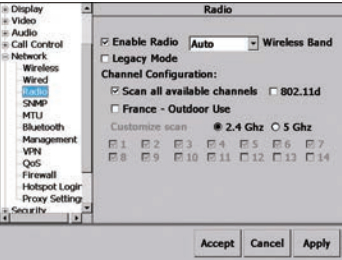 Display
Video
Audio
Call Control
Network
Wireless
Wired
Radio
SNMP
MTU
Bluetooth
Management
VPN
QoS
Firewall
Hotspot Logir
Proxy Setting
Security
Radio
Enable Radio Auto Wireless Band
Legacy Mode
Channel Configuration:
Scan all available channels 802.11d
France - Outdoor Use
Customize scan 2.4 Ghz 5 Ghz
1 2 3 4 5 6 7
8 9 10 11 12 13 14
Accept Cancel Apply